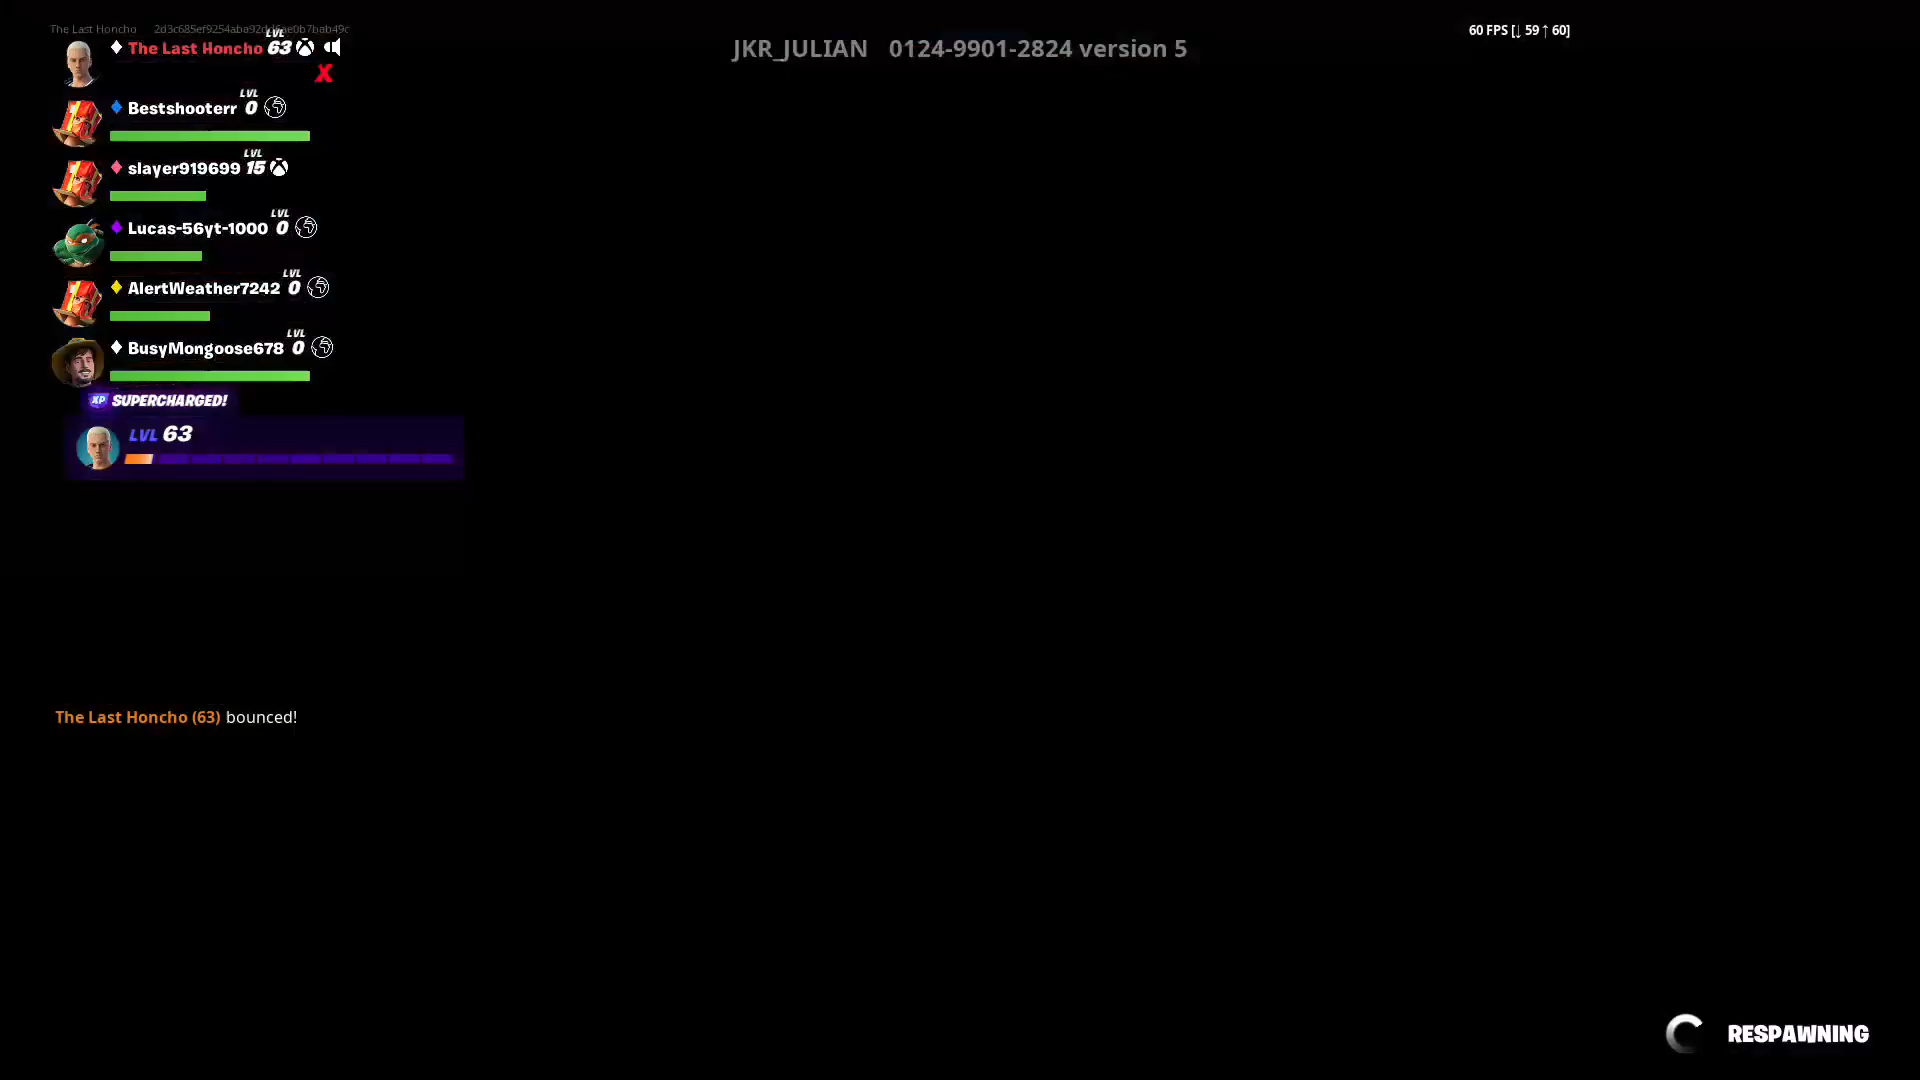 The Last Honcho 2d3c685ef9254aba92dd6ae0b7bab49c
JKR_JULIAN 0124-9901-2824 version 5
60 FPS [↓ 59 ↑ 60]
LVL
The Last Honcho 63
X
LVL
Bestshooterr 0
LVL
slayer919699 15
LVL
Lucas-56yt-1000 0
LVL
AlertWeather7242 0
LVL
BusyMongoose678 0
XP SUPERCHARGED!
LVL 63
The Last Honcho (63) bounced!
RESPAWNING